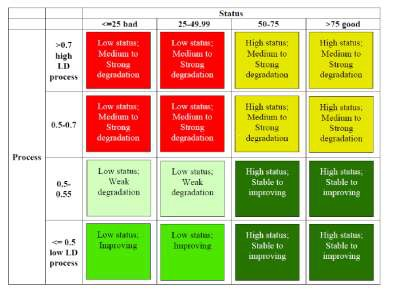 Status
<=25 bad 25-49.99 50-75 >75 good
>0.7
high
LD
process
Low status;
Medium to
Strong
degradation
Low status;
Medium to
Strong
degradation
High status;
Medium to
Strong
degradation
High status;
Medium to
Strong
degradation
Process
0.5-0.7
Low status;
Medium to
Strong
degradation
Low status;
Medium to
Strong
degradation
High status;
Medium to
Strong
degradation
High status;
Medium to
Strong
degradation
0.5-
0.55
Low status;
Weak
degradation
Low status;
Weak
degradation
High status;
Stable to
improving
High status;
Stable to
improving
<= 0.5
low LD
process
Low status;
Improving
Low status;
Improving
High status;
Stable to
improving
High status;
Stable to
improving